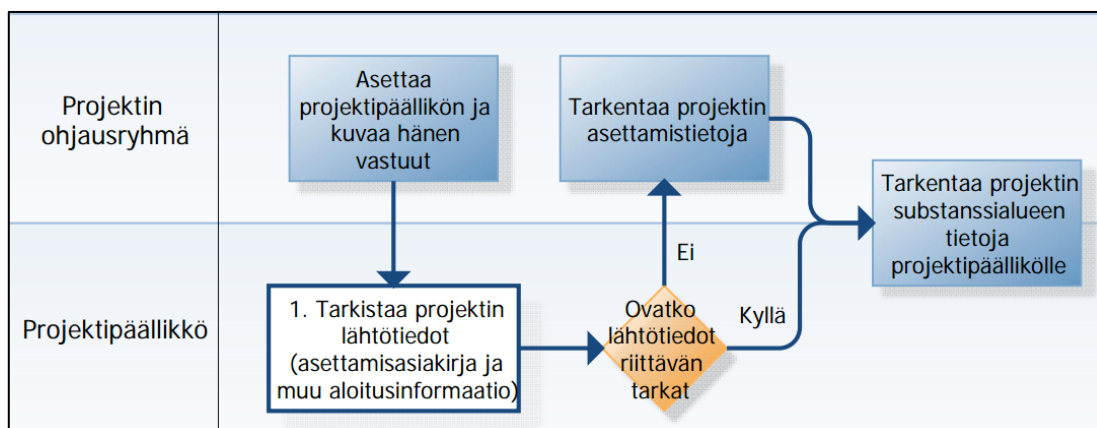 Projektin
ohjausryhmä
Asettaa
projektipäällikön ja
kuvaa hänen
vastuut
Tarkentaa projektin
asettamistietoja
Tarkentaa projektin
substanssialueen
tietoja
projektipäällikölle
Projektipäällikkö
1. Tarkistaa projektin
lähtötiedot
(asettamisasiakirja ja
muu aloitusinformaatio)
Ei
Ovatko
lähtötiedot
riittävän
tarkat
Kyllä